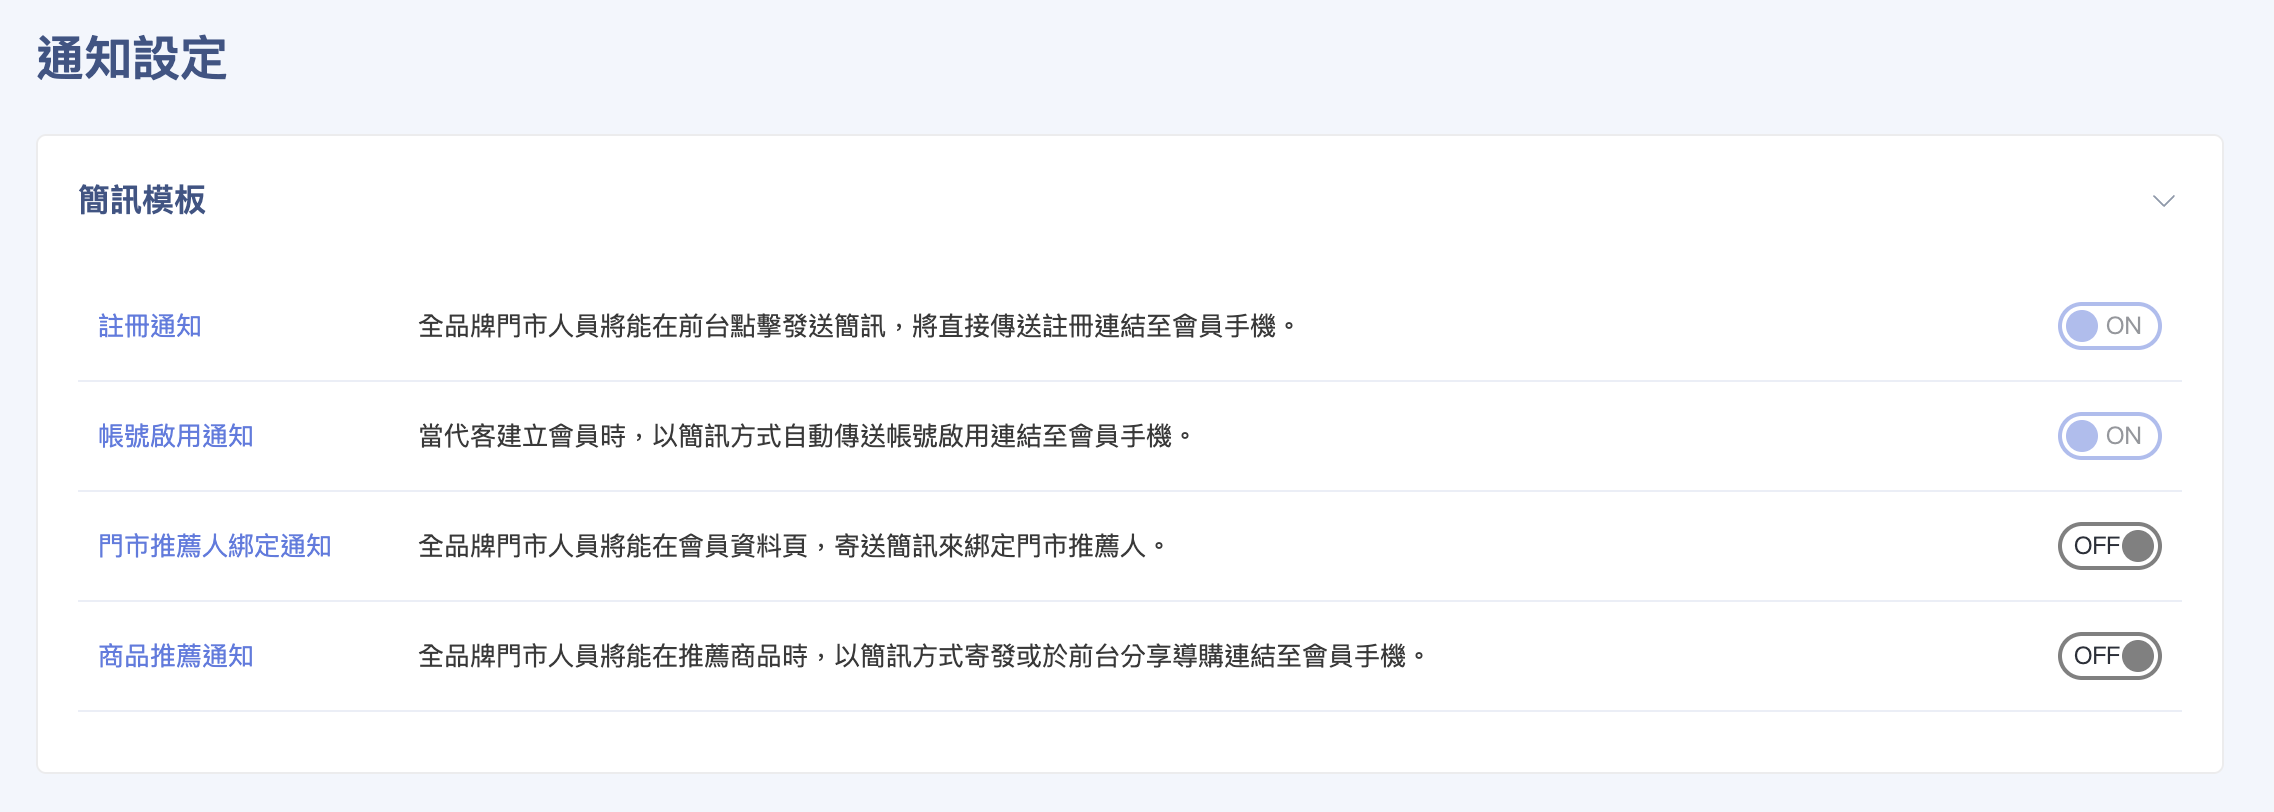 通知設定
簡訊模板
註冊通知 全品牌門市人員將能在前台點擊發送簡訊，將直接傳送註冊連結至會員手機。 ON
帳號啟用通知 當代客建立會員時，以簡訊方式自動傳送帳號啟用連結至會員手機。 ON
門市推薦人綁定通知 全品牌門市人員將能在會員資料頁，寄送簡訊來綁定門市推薦人。 OFF
商品推薦通知 全品牌門市人員將能在推薦商品時，以簡訊方式寄發或於前台分享導購連結至會員手機。 OFF